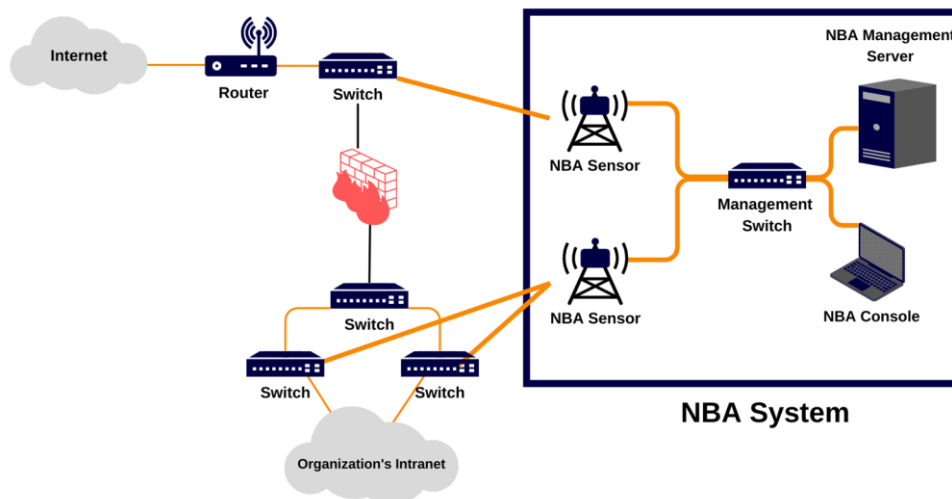 Internet
Router
Switch
NBA Management
Server
NBA Sensor
Management
Switch
NBA Sensor
NBA Console
Switch
Switch
Switch
Organization's Intranet
NBA System